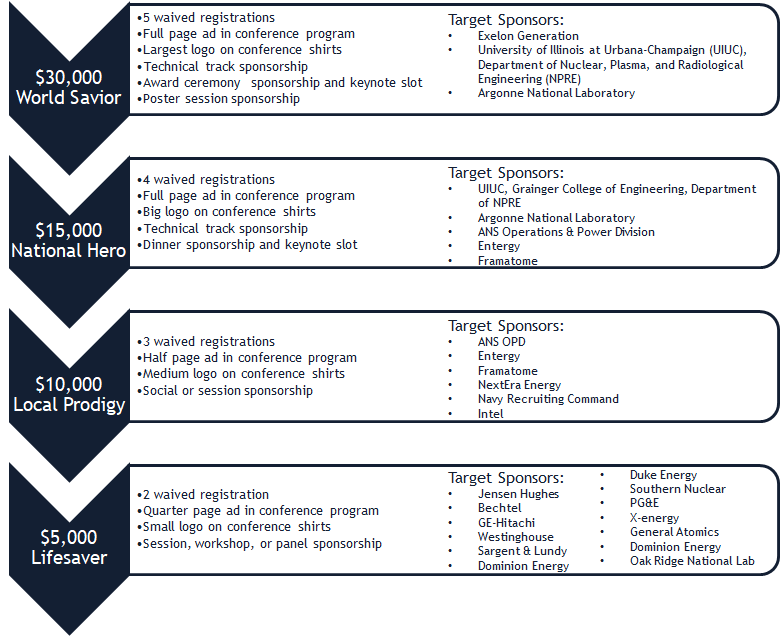 $30,000
World Savior
•5 waived registrations
•Full page ad in conference program
•Largest logo on conference shirts
•Technical track sponsorship
•Award ceremony  sponsorship and keynote slot
•Poster session sponsorship
Target Sponsors:
• Exelon Generation
• University of Illinois at Urbana-Champaign (UIUC),
Department of Nuclear, Plasma, and Radiological
Engineering (NPRE)
• Argonne National Laboratory
$15,000
National Hero
•4 waived registrations
•Full page ad in conference program
•Big logo on conference shirts
•Technical track sponsorship
•Dinner sponsorship and keynote slot
Target Sponsors:
• UIUC, Grainger College of Engineering, Department
of NPRE
• Argonne National Laboratory
• ANS Operations & Power Division
• Entergy
• Framatome
$10,000
Local Prodigy
•3 waived registrations
•Half page ad in conference program
•Medium logo on conference shirts
•Social or session sponsorship
Target Sponsors:
• ANS OPD
• Entergy
• Framatome
• NextEra Energy
• Navy Recruiting Command
• Intel
$5,000
Lifesaver
•2 waived registration
•Quarter page ad in conference program
•Small logo on conference shirts
•Session, workshop, or panel sponsorship
Target Sponsors:
• Jensen Hughes
• Bechtel
• GE-Hitachi
• Westinghouse
• Sargent & Lundy
• Dominion Energy
• Duke Energy
• Southern Nuclear
• PG&E
• X-energy
• General Atomics
• Dominion Energy
• Oak Ridge National Lab